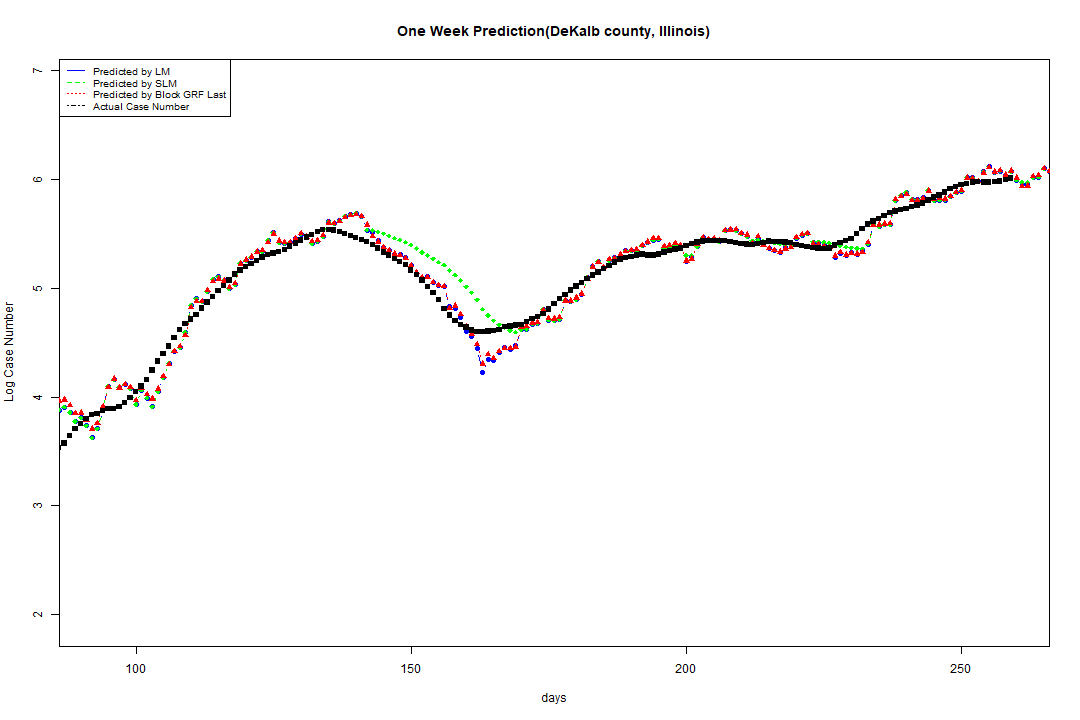 One Week Prediction(DeKalb county, Illinois)
Predicted by LM
Predicted by SLM
Predicted by Block GRF Last
Actual Case Number
7
6
5
4
3
2
Log Case Number
100 150 200 250
days